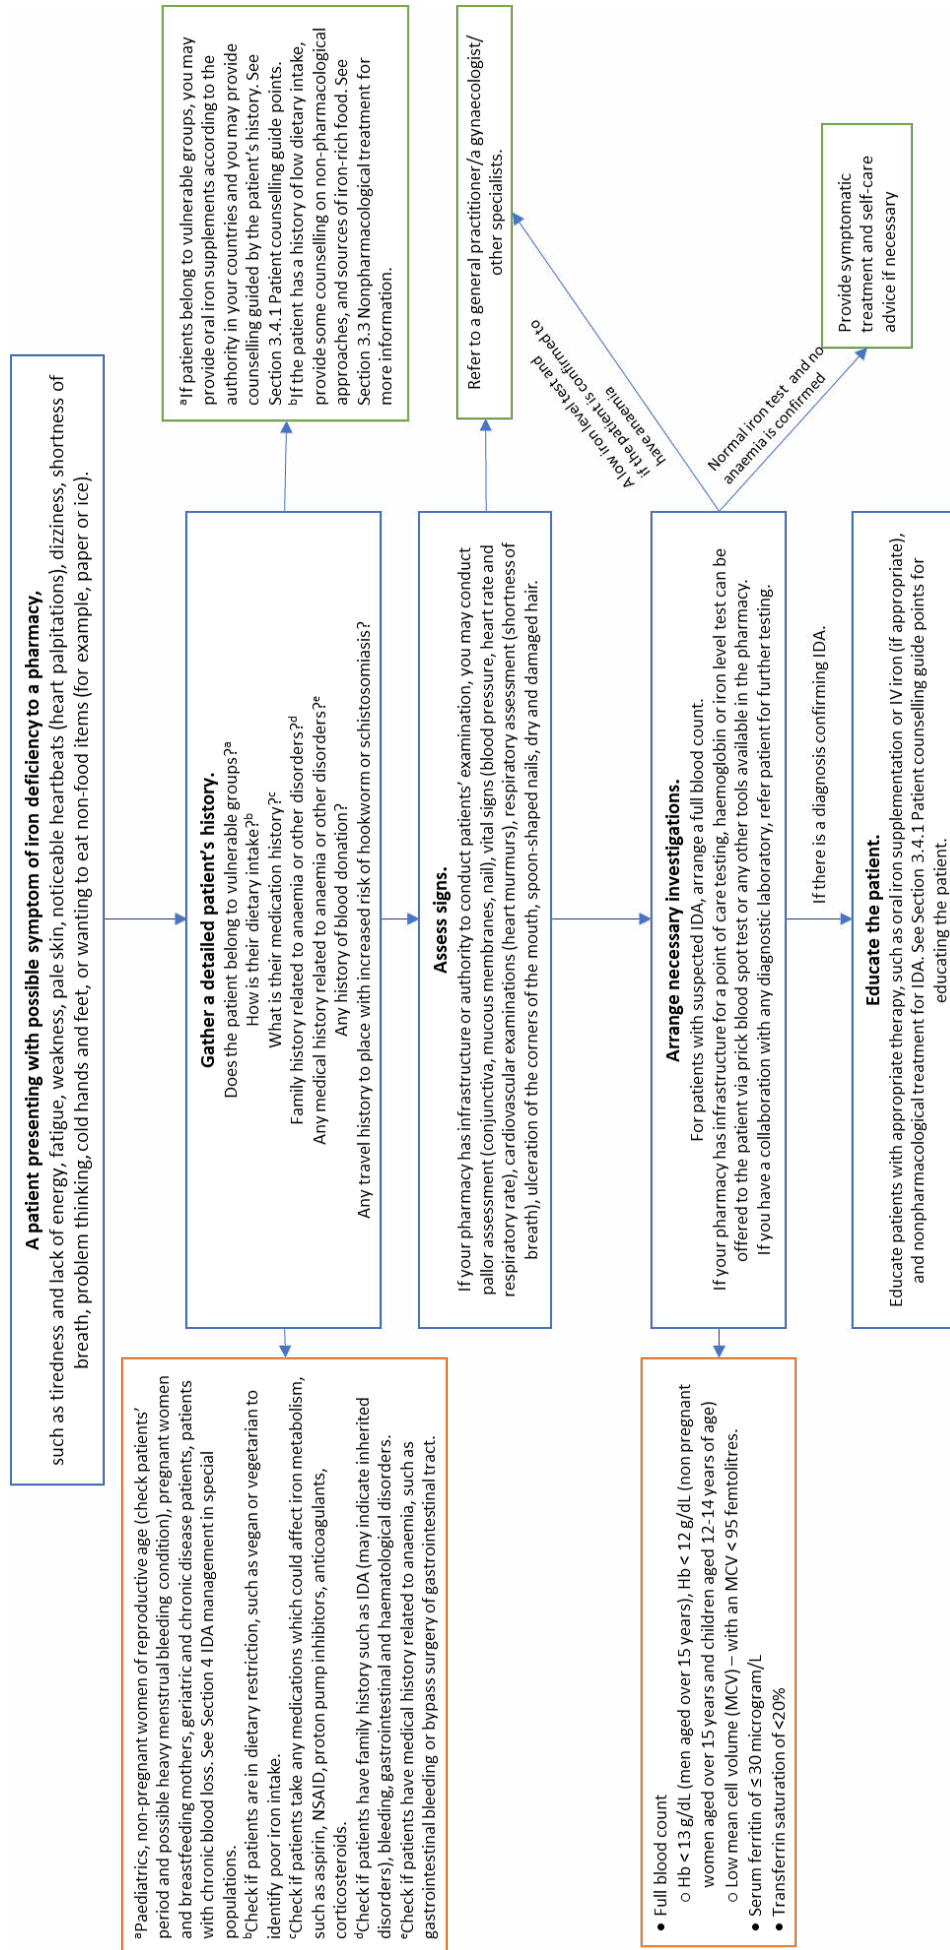 A patient presenting with possible symptom of iron deficiency to a pharmacy,
such as tiredness and lack of energy, fatigue, weakness, pale skin, noticeable heartbeats (heart palpitations), dizziness, shortness of
breath, problem thinking, cold hands and feet, or wanting to eat non-food items (for example, paper or ice).
ᵃPaediatrics, non-pregnant women of reproductive age (check patients’
period and possible heavy menstrual bleeding condition), pregnant women
and breastfeeding mothers, geriatric and chronic disease patients, patients
with chronic blood loss. See Section 4 IDA management in special
populations.
ᵇCheck if patients are in dietary restriction, such as vegan or vegetarian to
identify poor iron intake.
ᶜCheck if patients take any medications which could affect iron metabolism,
such as aspirin, NSAID, proton pump inhibitors, anticoagulants,
corticosteroids.
ᵈCheck if patients have family history such as IDA (may indicate inherited
disorders), bleeding, gastrointestinal and haematological disorders.
ᵉCheck if patients have medical history related to anaemia, such as
gastrointestinal bleeding or bypass surgery of gastrointestinal tract.
Gather a detailed patient’s history.
Does the patient belong to vulnerable groups?ᵃ
How is their dietary intake?ᵇ
What is their medication history?ᶜ
Family history related to anaemia or other disorders?ᵈ
Any medical history related to anaemia or other disorders?ᵉ
Any history of blood donation?
Any travel history to place with increased risk of hookworm or schistosomiasis?
ᵃIf patients belong to vulnerable groups, you may
provide oral iron supplements according to the
authority in your countries and you may provide
counselling guided by the patient’s history. See
Section 3.4.1 Patient counselling guide points.
ᵇIf the patient has a history of low dietary intake,
provide some counselling on non-pharmacological
approaches, and sources of iron-rich food. See
Section 3.3 Nonpharmacological treatment for
more information.
Assess signs.
If your pharmacy has infrastructure or authority to conduct patients’ examination, you may conduct
pallor assessment (conjunctiva, mucous membranes, nail), vital signs (blood pressure, heart rate and
respiratory rate), cardiovascular examinations (heart murmurs), respiratory assessment (shortness of
breath), ulceration of the corners of the mouth, spoon-shaped nails, dry and damaged hair.
Refer to a general practitioner/a gynaecologist/
other specialists.
• Full blood count
o Hb < 13 g/dL (men aged over 15 years), Hb < 12 g/dL (non pregnant
women aged over 15 years and children aged 12-14 years of age)
o Low mean cell volume (MCV) – with an MCV < 95 femtolitres.
• Serum ferritin of ≤ 30 microgram/L
• Transferrin saturation of <20%
Arrange necessary investigations.
For patients with suspected IDA, arrange a full blood count.
If your pharmacy has infrastructure for a point of care testing, haemoglobin or iron level test can be
offered to the patient via prick blood spot test or any other tools available in the pharmacy.
If you have a collaboration with any diagnostic laboratory, refer patient for further testing.
A low iron level test and
if the patient is confirmed to
have anaemia
Normal iron test and no
anaemia is confirmed
Provide symptomatic
treatment and self-care
advice if necessary
If there is a diagnosis confirming IDA.
Educate the patient.
Educate patients with appropriate therapy, such as oral iron supplementation or IV iron (if appropriate),
and nonpharmacological treatment for IDA. See Section 3.4.1 Patient counselling guide points for
educating the patient.